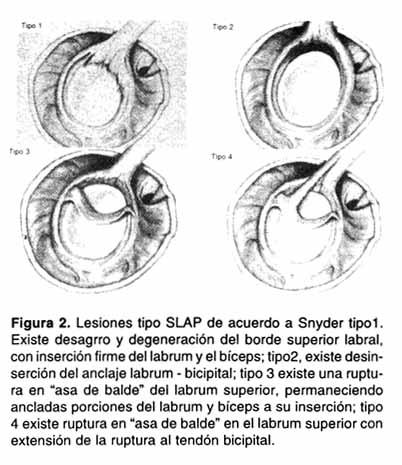 Tipo 1
Tipo 2
Tipo 3
Tipo 4
Figura 2. Lesiones tipo SLAP de acuerdo a Snyder tipo1.
Existe desagrro y degeneración del borde superior labral,
con inserción firme del labrum y el bíceps; tipo2, existe desin-
serción del anclaje labrum - bicipital; tipo 3 existe una ruptu-
ra en “asa de balde” del labrum superior, permaneciendo
ancladas porciones del labrum y bíceps a su inserción; tipo
4 existe ruptura en “asa de balde” en el labrum superior con
extensión de la ruptura al tendón bicipital.